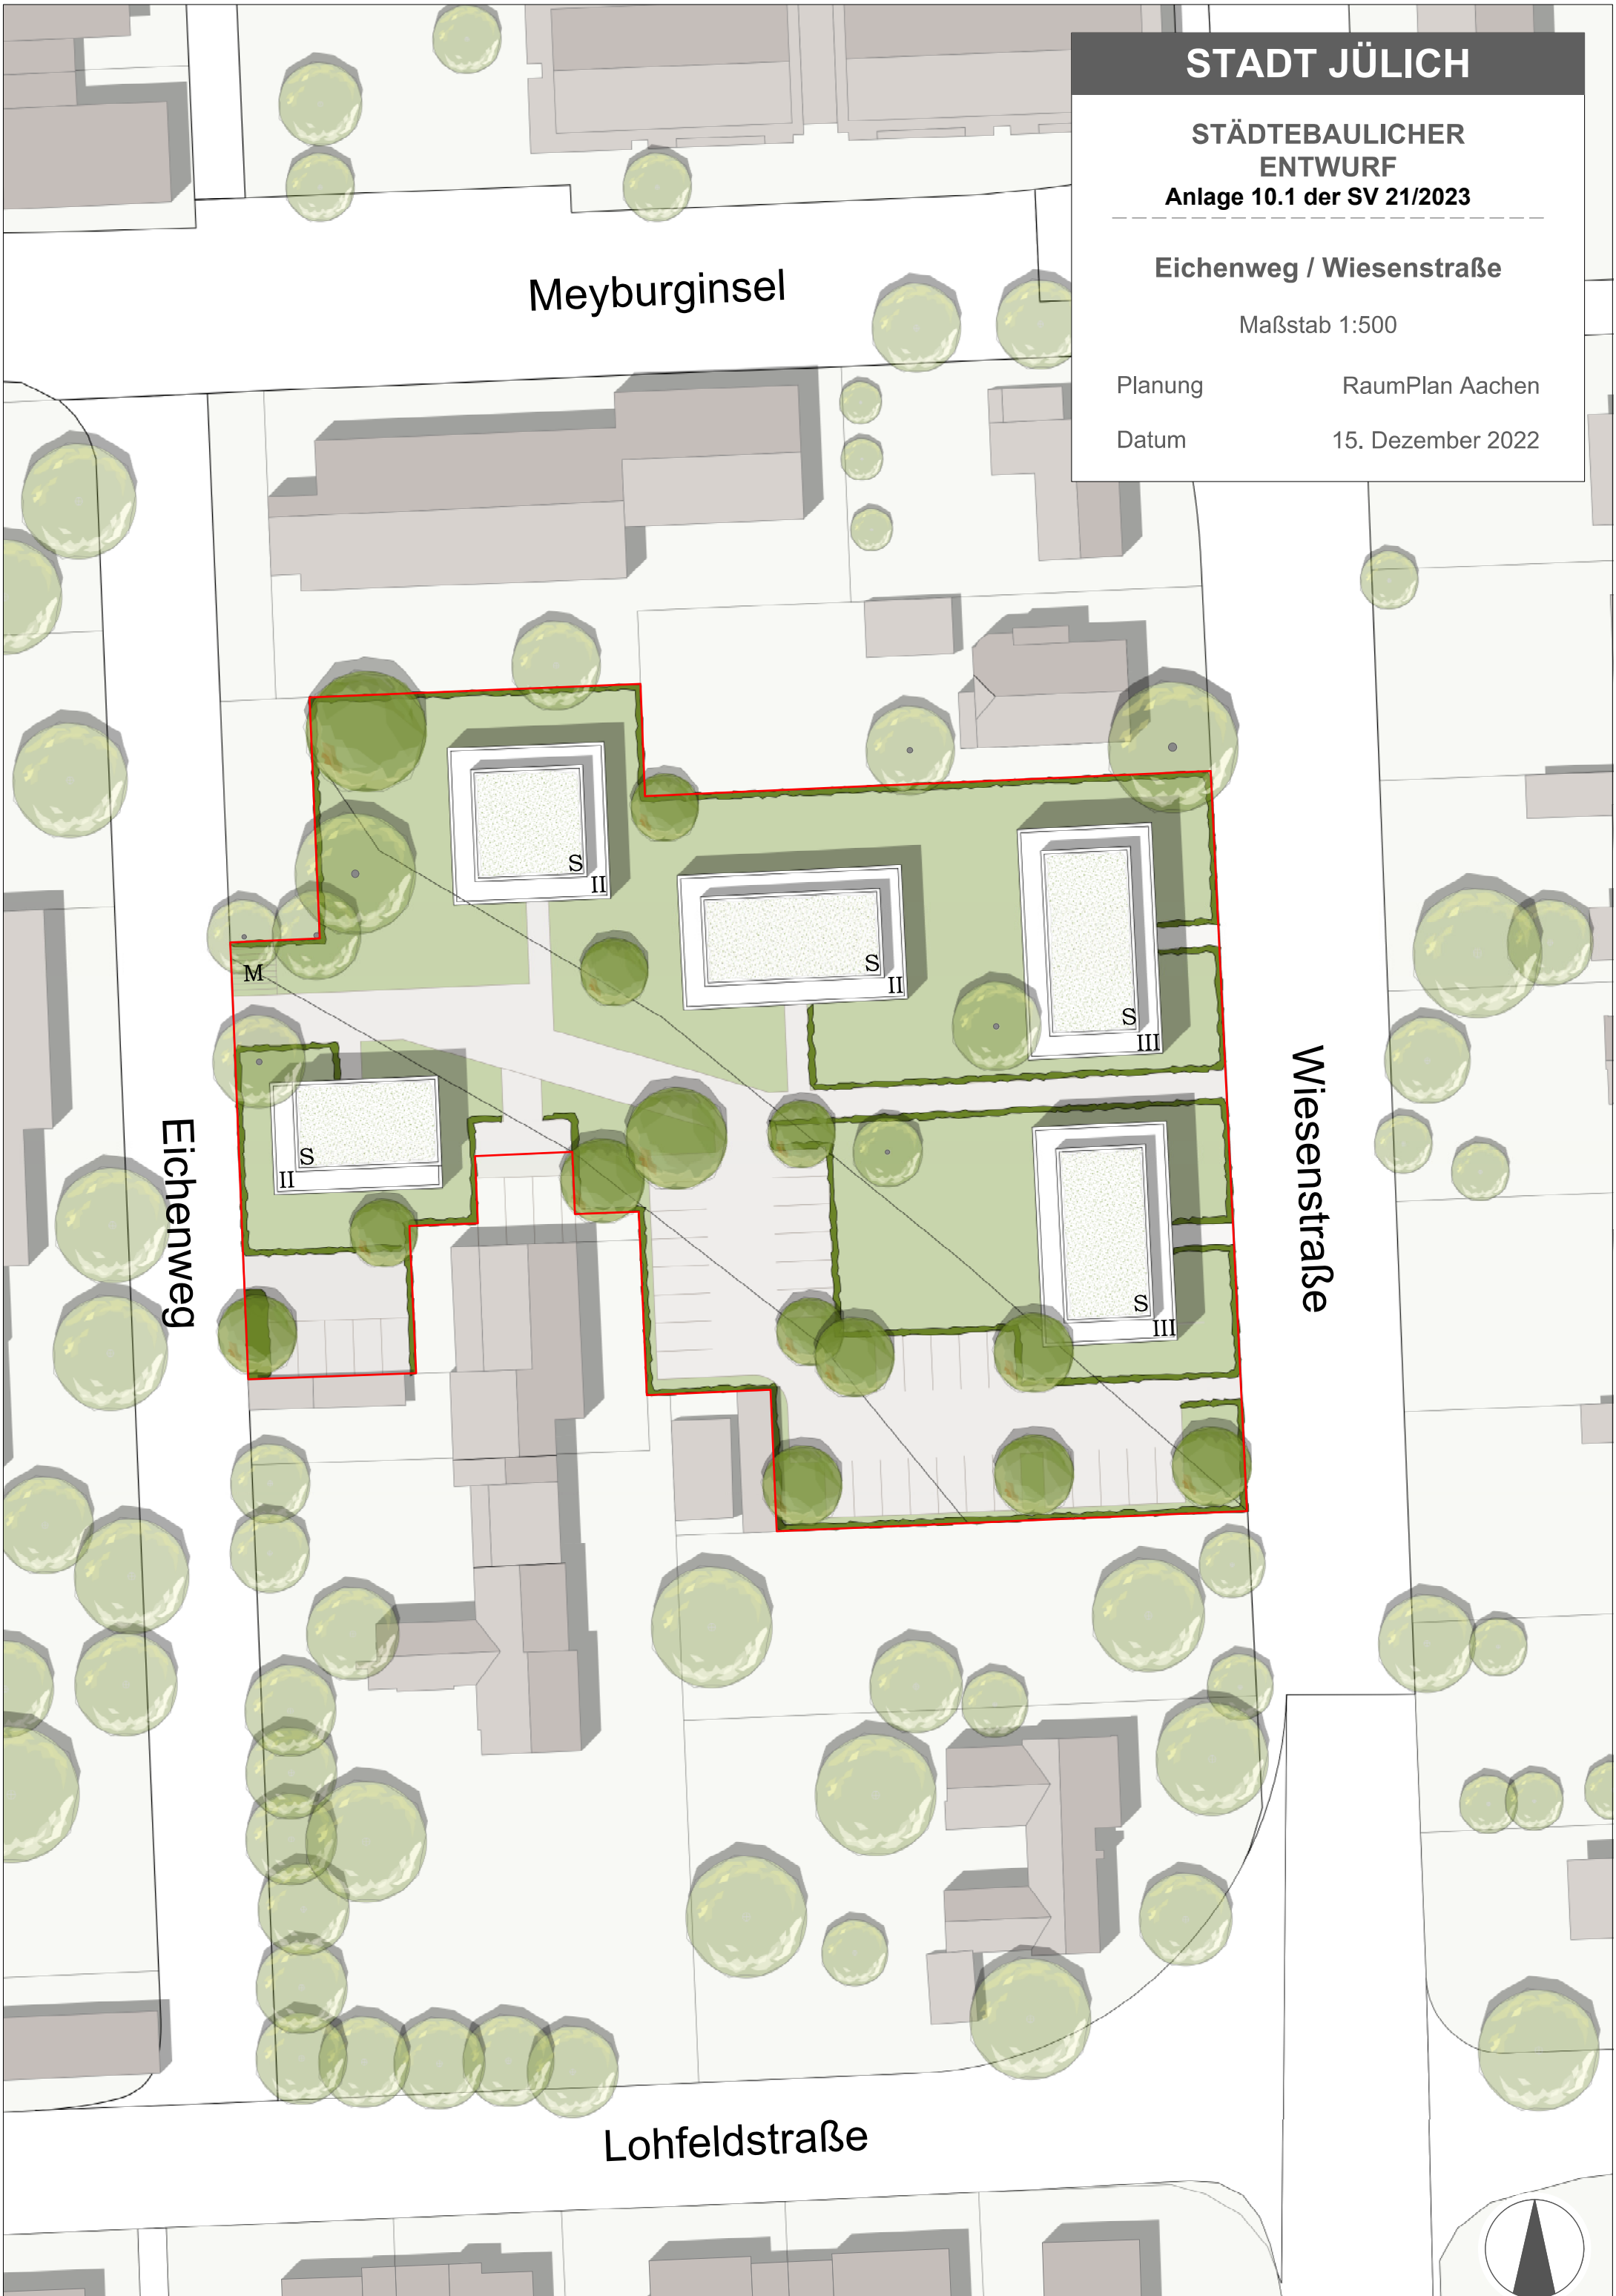 STADT JÜLICH
STÄDTEBAULICHER
ENTWURF
Anlage 10.1 der SV 21/2023
Eichenweg / Wiesenstraße
Maßstab 1:500
Planung RaumPlan Aachen
Datum 15. Dezember 2022
Meyburginsel
S
II
S
II
S
III
M
S
II
S
III
Eichenweg
Wiesenstraße
Lohfeldstraße